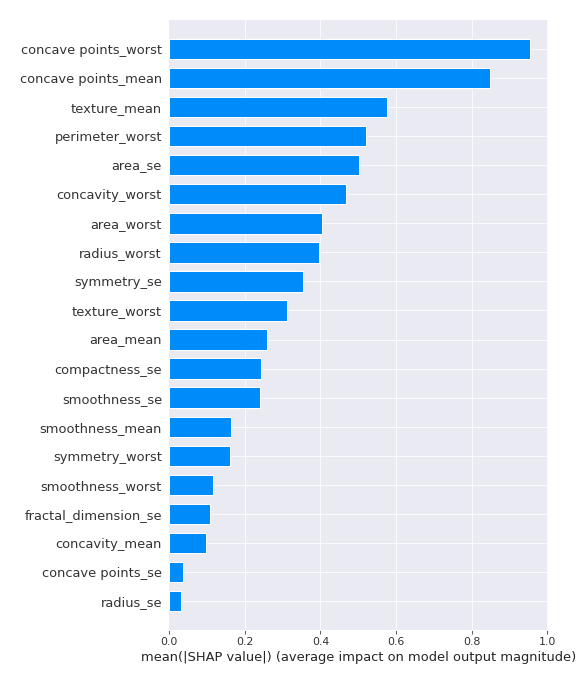 concave points_worst
concave points_mean
texture_mean
perimeter_worst
area_se
concavity_worst
area_worst
radius_worst
symmetry_se
texture_worst
area_mean
compactness_se
smoothness_se
smoothness_mean
symmetry_worst
smoothness_worst
fractal_dimension_se
concavity_mean
concave points_se
radius_se
0.0 0.2 0.4 0.6 0.8 1.0
mean(|SHAP value|) (average impact on model output magnitude)